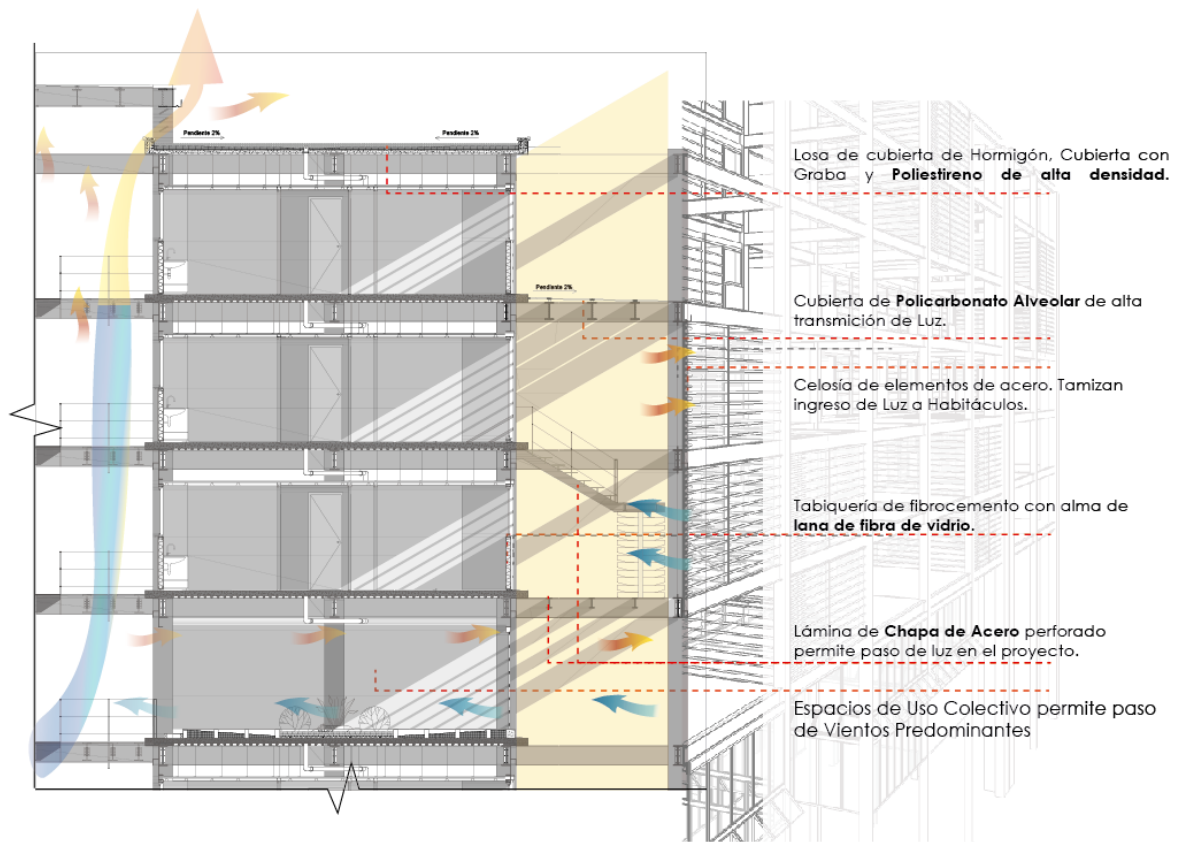 Pendiente 2%
Pendiente 2%
Losa de cubierta de Hormigón, Cubierta con
Graba y Poliestireno de alta densidad.
Pendiente 2%
Cubierta de Policarbonato Alveolar de alta
transmición de Luz.
Celosía de elementos de acero. Tamizan
ingreso de Luz a Habitáculos.
Tabiquería de fibrocemento con alma de
lana de fibra de vidrio.
Lámina de Chapa de Acero perforado
permite paso de luz en el proyecto.
Espacios de Uso Colectivo permite paso
de Vientos Predominantes